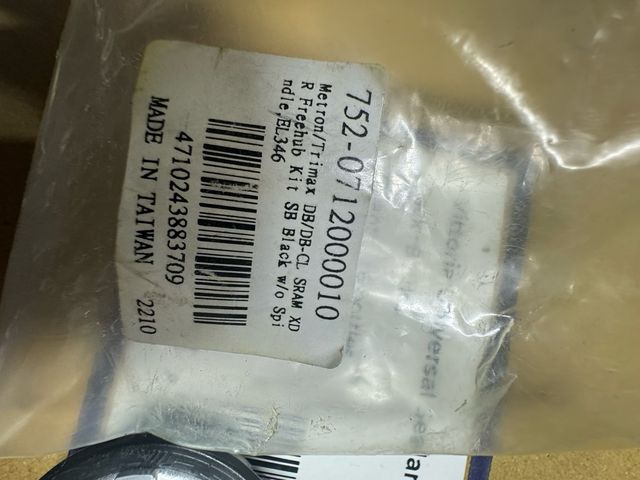 752-0712000010
Metron/Trimax DB/DB-CL SRAM XD
R Freehub Kit SB Black w/o Spi
ndle,EL346
4710243883709
MADE IN TAIWAN 2210